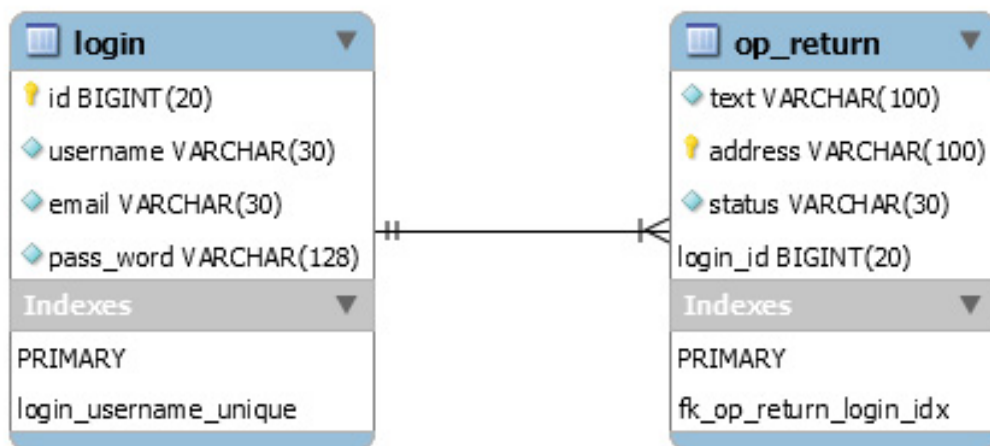 login
id BIGINT(20)
username VARCHAR(30)
email VARCHAR(30)
pass_word VARCHAR(128)
Indexes
PRIMARY
login_username_unique
op_return
text VARCHAR(100)
address VARCHAR(100)
status VARCHAR(30)
login_id BIGINT(20)
Indexes
PRIMARY
fk_op_return_login_idx